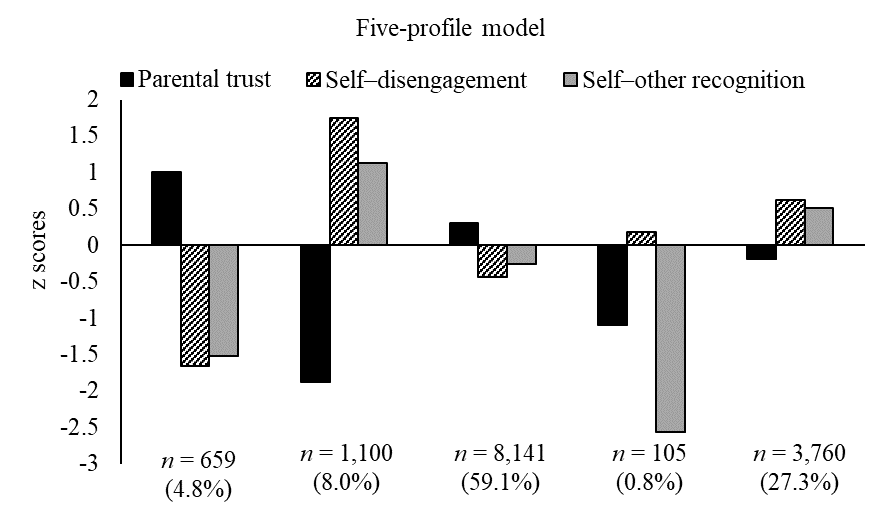 Five-profile model
Parental trust Self–disengagement Self–other recognition
2
1.5
1
0.5
0
-0.5
-1
-1.5
-2
-2.5
-3
z scores
n = 659 n = 1,100 n = 8,141 n = 105 n = 3,760
(4.8%) (8.0%) (59.1%) (0.8%) (27.3%)